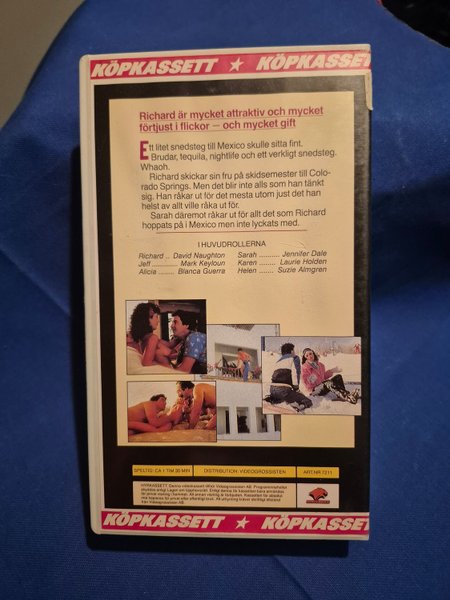 KÖPKASSETT ★ KÖPKASSETT
Richard är mycket attraktiv och mycket
förtjust i flickor – och mycket gift
Ett litet snedsteg till Mexico skulle sitta fint.
Brudar, tequila, nightlife och ett verkligt snedsteg.
Whaoh.
Richard skickar sin fru på skidsemester till Colo-
rado Springs. Men det blir inte alls som han tänkt
sig. Han råkar ut för det mesta utom just det han
helst av allt ville råka ut för.
Sarah däremot råkar ut för allt det som Richard
hoppats på i Mexico men inte lyckats med.
I HUVUDROLLERNA
Richard .. David Naughton Sarah .......... Jennifer Dale
Jeff ........ Mark Keyloun Karen ........ Laurie Holden
Alicia ...... Blanca Guerra Helen ....... Suzie Almgren
SPELTID: CA 1 TIM 30 MIN DISTRIBUTION: VIDEOGROSSISTEN ART.NR 7211
KÖPKASSETT ★ KÖPKASSETT